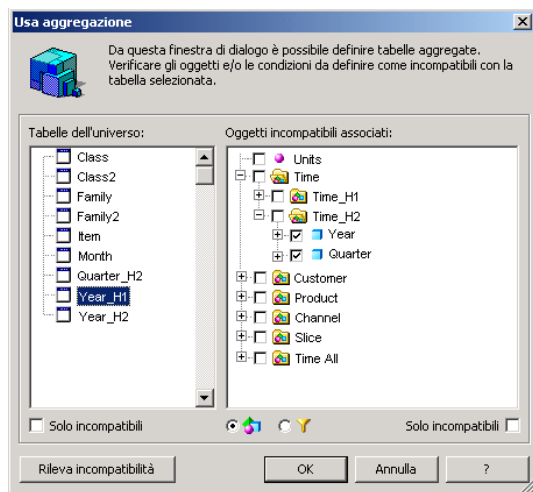 Usa aggregazione
Da questa finestra di dialogo è possibile definire tabelle aggregate.
Verificare gli oggetti e/o le condizioni da definire come incompatibili con la
tabella selezionata.
Tabelle dell'universo:
Class
Class2
Family
Family2
Item
Month
Quarter_H2
Year_H1
Year_H2
Solo incompatibili
Oggetti incompatibili associati:
Units
Time
Time_H1
Time_H2
Year
Quarter
Customer
Product
Channel
Slice
Time All
Solo incompatibili
Rileva incompatibilità
OK
Annulla
?